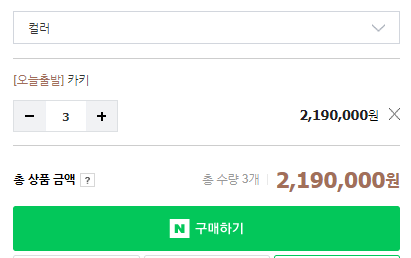 컬러
[오늘출발] 카키
- 3 + 2,190,000원
총 상품 금액 ? 총 수량 3개 2,190,000원
N 구매하기